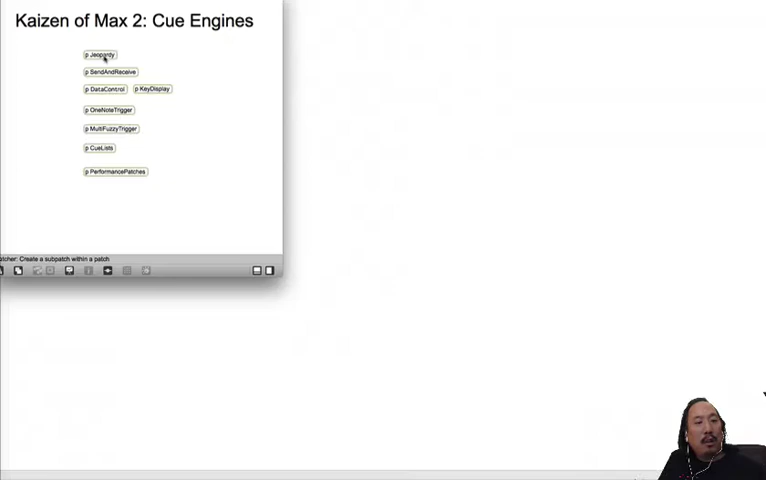 Kaizen of Max 2: Cue Engines
p Jeopardy
p SendAndReceive
p DataControl p KeyDisplay
p OneNoteTrigger
p MultiFuzzyTrigger
p CueLists
p PerformancePatches
atcher: Create a subpatch within a patch